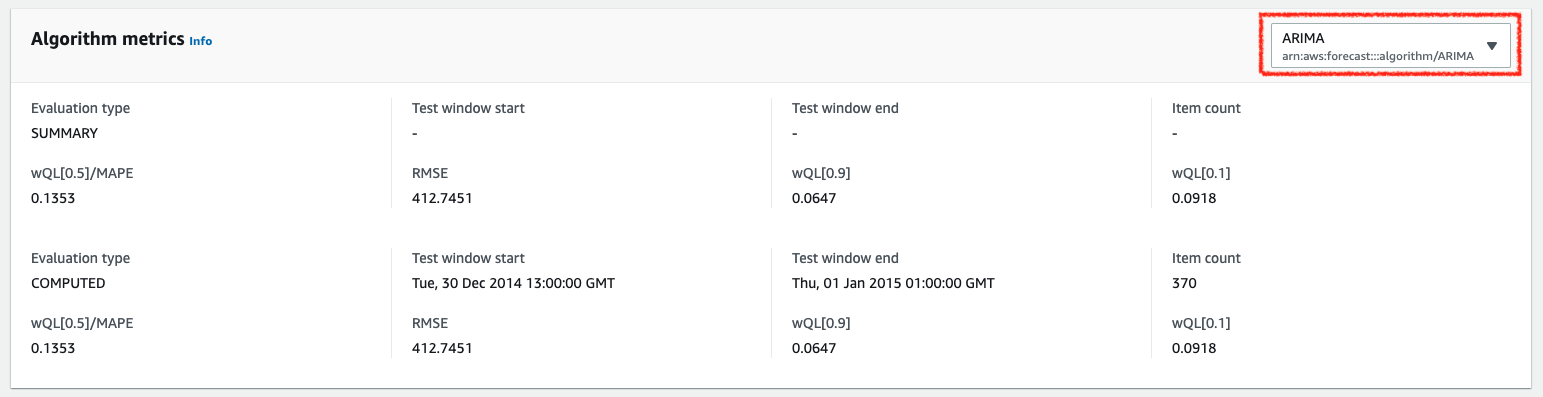 Algorithm metrics Info
ARIMA
arn:aws:forecast:::algorithm/ARIMA
Evaluation type Test window start Test window end Item count
SUMMARY - - -
wQL[0.5]/MAPE RMSE wQL[0.9] wQL[0.1]
0.1353 412.7451 0.0647 0.0918
Evaluation type Test window start Test window end Item count
COMPUTED Tue, 30 Dec 2014 13:00:00 GMT Thu, 01 Jan 2015 01:00:00 GMT 370
wQL[0.5]/MAPE RMSE wQL[0.9] wQL[0.1]
0.1353 412.7451 0.0647 0.0918